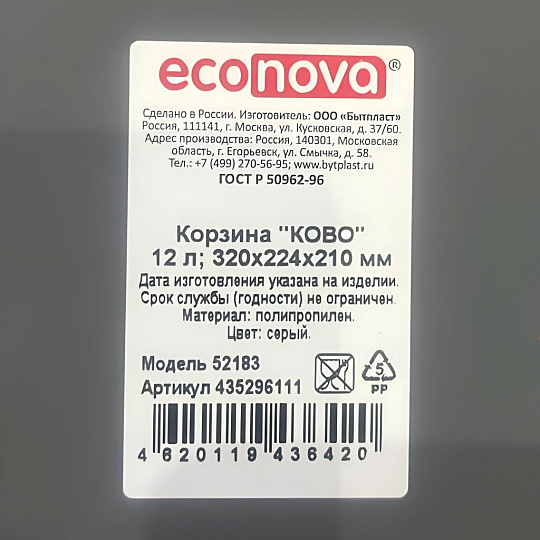 econova®
Сделано в России. Изготовитель: ООО «Бытпласт»
Россия, 111141, г. Москва, ул. Кусковская, д. 37/60.
Адрес производства: Россия, 140301, Московская
область, г. Егорьевск, ул. Смычка, д. 58.
Тел.: +7 (499) 270-56-95; www.bytplast.ru
ГОСТ Р 50962-96
Корзина "КОВО"
12 л; 320x224x210 мм
Дата изготовления указана на изделии.
Срок службы (годности) не ограничен.
Материал: полипропилен.
Цвет: серый.
Модель 52183
Артикул 435296111
5
PP
4 620119 436420